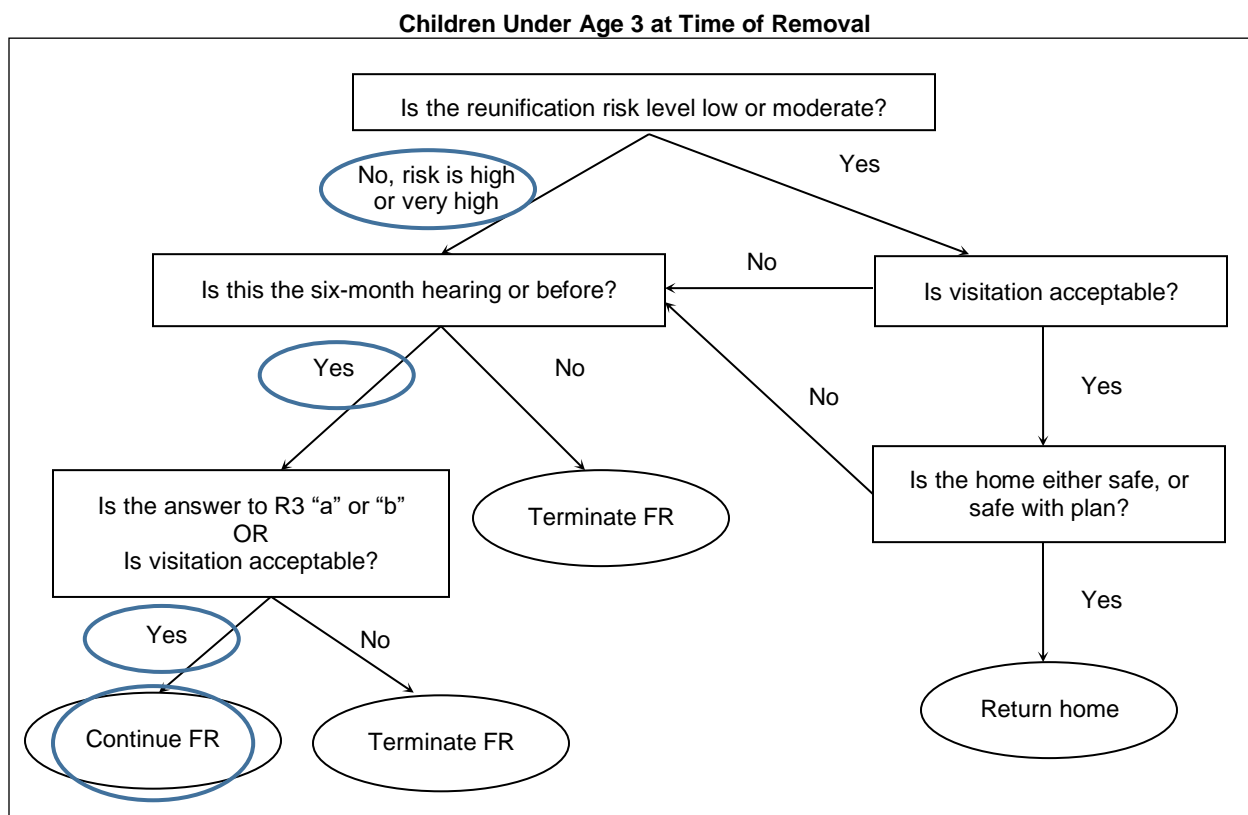 Children Under Age 3 at Time of Removal
Is the reunification risk level low or moderate?
No, risk is high
or very high
Yes
Is this the six-month hearing or before?
No
Is visitation acceptable?
Yes
No
No
Yes
Is the answer to R3 “a” or “b”
OR
Is visitation acceptable?
Terminate FR
Is the home either safe, or
safe with plan?
Yes
No
Yes
Continue FR
Terminate FR
Return home